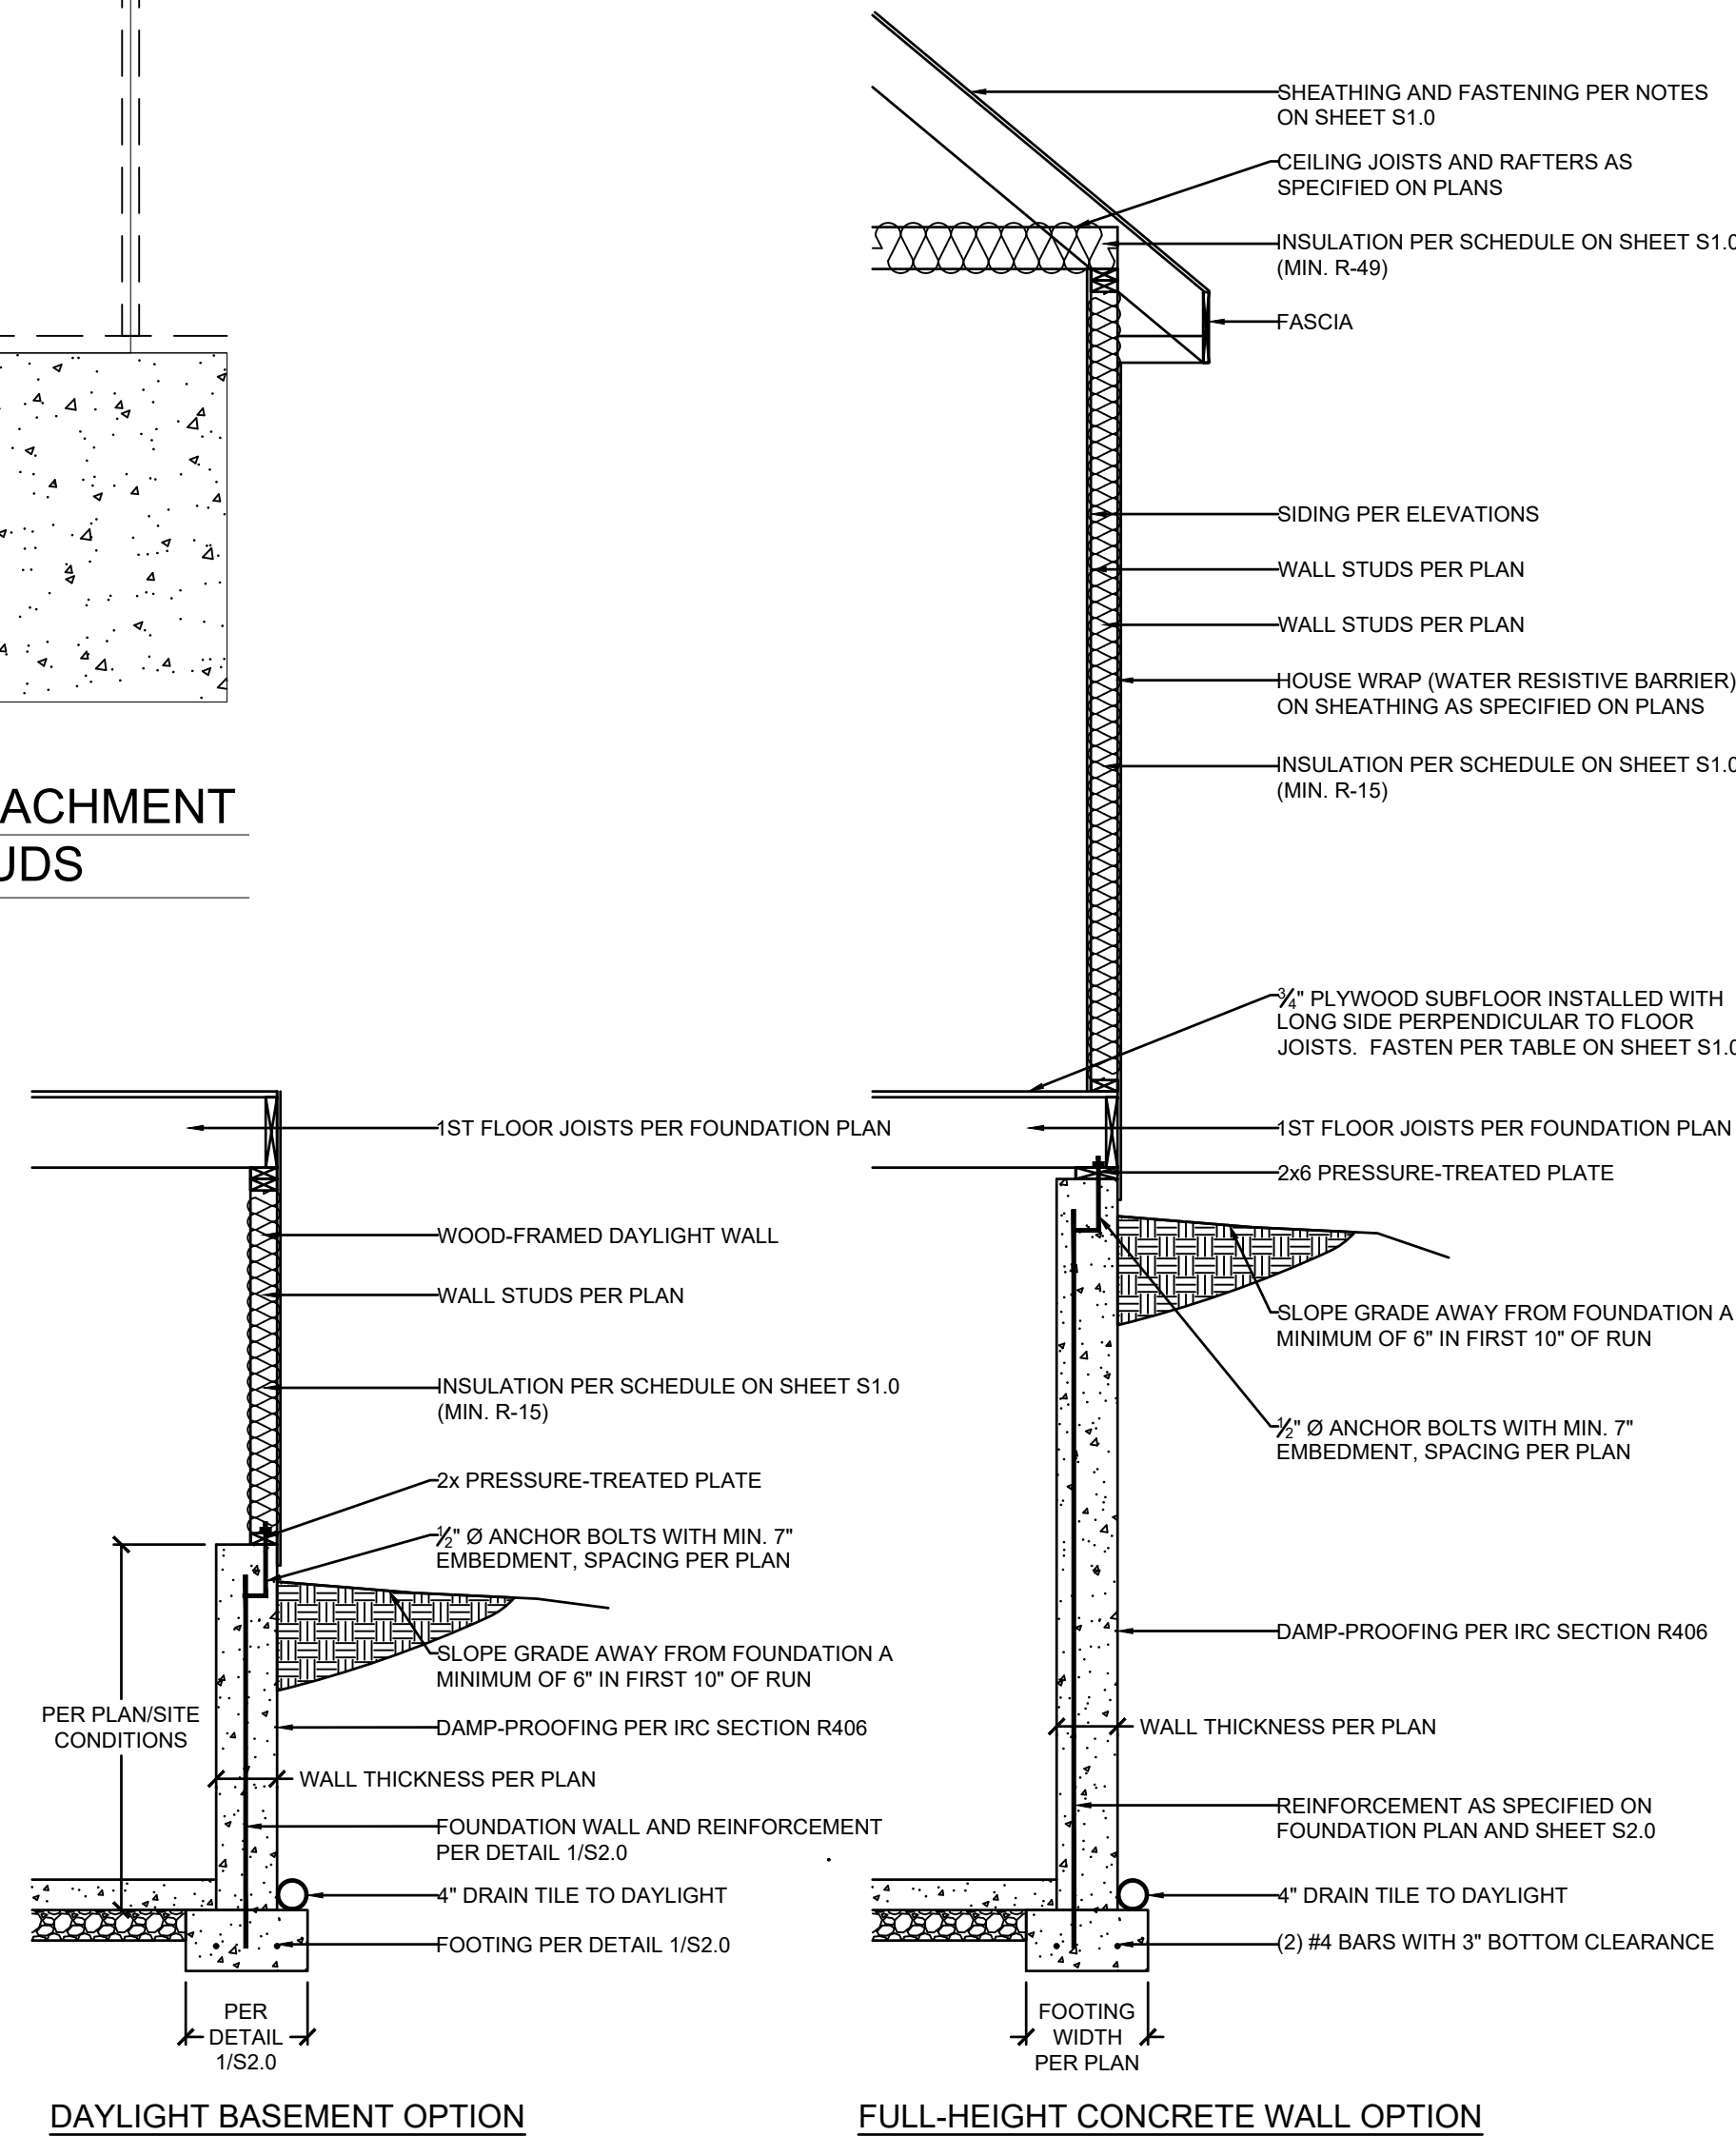 ACHMENT
UDS
SHEATHING AND FASTENING PER NOTES
ON SHEET S1.0
CEILING JOISTS AND RAFTERS AS
SPECIFIED ON PLANS
INSULATION PER SCHEDULE ON SHEET S1.0
(MIN. R-49)
FASCIA
SIDING PER ELEVATIONS
WALL STUDS PER PLAN
WALL STUDS PER PLAN
HOUSE WRAP (WATER RESISTIVE BARRIER)
ON SHEATHING AS SPECIFIED ON PLANS
INSULATION PER SCHEDULE ON SHEET S1.0
(MIN. R-15)
¾" PLYWOOD SUBFLOOR INSTALLED WITH
LONG SIDE PERPENDICULAR TO FLOOR
JOISTS. FASTEN PER TABLE ON SHEET S1.0
1ST FLOOR JOISTS PER FOUNDATION PLAN
2x6 PRESSURE-TREATED PLATE
SLOPE GRADE AWAY FROM FOUNDATION A
MINIMUM OF 6" IN FIRST 10" OF RUN
½" Ø ANCHOR BOLTS WITH MIN. 7"
EMBEDMENT, SPACING PER PLAN
DAMP-PROOFING PER IRC SECTION R406
WALL THICKNESS PER PLAN
REINFORCEMENT AS SPECIFIED ON
FOUNDATION PLAN AND SHEET S2.0
4" DRAIN TILE TO DAYLIGHT
(2) #4 BARS WITH 3" BOTTOM CLEARANCE
FOOTING
WIDTH
PER PLAN
FULL-HEIGHT CONCRETE WALL OPTION
1ST FLOOR JOISTS PER FOUNDATION PLAN
WOOD-FRAMED DAYLIGHT WALL
WALL STUDS PER PLAN
INSULATION PER SCHEDULE ON SHEET S1.0
(MIN. R-15)
2x PRESSURE-TREATED PLATE
½" Ø ANCHOR BOLTS WITH MIN. 7"
EMBEDMENT, SPACING PER PLAN
SLOPE GRADE AWAY FROM FOUNDATION A
MINIMUM OF 6" IN FIRST 10" OF RUN
PER PLAN/SITE
CONDITIONS
DAMP-PROOFING PER IRC SECTION R406
WALL THICKNESS PER PLAN
FOUNDATION WALL AND REINFORCEMENT
PER DETAIL 1/S2.0
4" DRAIN TILE TO DAYLIGHT
FOOTING PER DETAIL 1/S2.0
PER
DETAIL
1/S2.0
DAYLIGHT BASEMENT OPTION